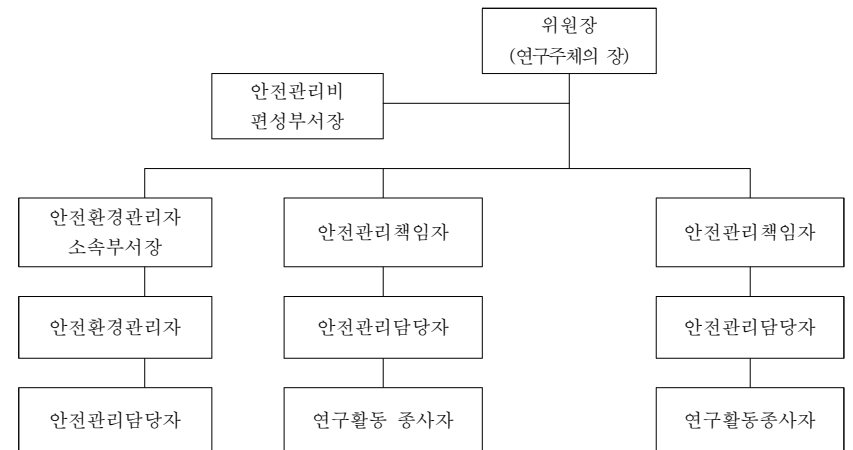 위원장
(연구주체의 장)
안전관리비
편성부서장
안전환경관리자
소속부서장
안전관리책임자
안전관리책임자
안전환경관리자
안전관리담당자
안전관리담당자
안전관리담당자
연구활동 종사자
연구활동종사자